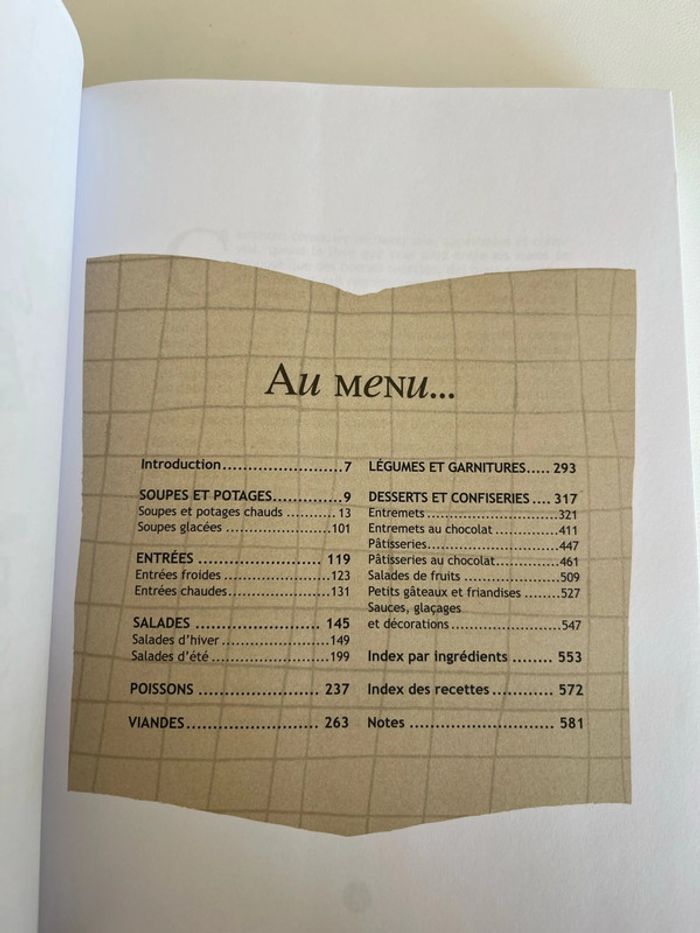 Au menu...
Introduction........................7
SOUPES ET POTAGES..............9
Soupes et potages chauds ........... 13
Soupes glacées .......................101
ENTRÉES ........................ 119
Entrées froides .......................123
Entrées chaudes.......................131
SALADES ........................ 145
Salades d'hiver .......................149
Salades d'été..........................199
POISSONS ....................... 237
VIANDES......................... 263
LÉGUMES ET GARNITURES..... 293
DESSERTS ET CONFISERIES .... 317
Entremets.............................321
Entremets au chocolat ..............411
Pâtisseries............................447
Pâtisseries au chocolat..............461
Salades de fruits .....................509
Petits gâteaux et friandises ........527
Sauces, glaçages
et décorations........................547
Index par ingrédients ........ 553
Index des recettes............ 572
Notes ............................ 581